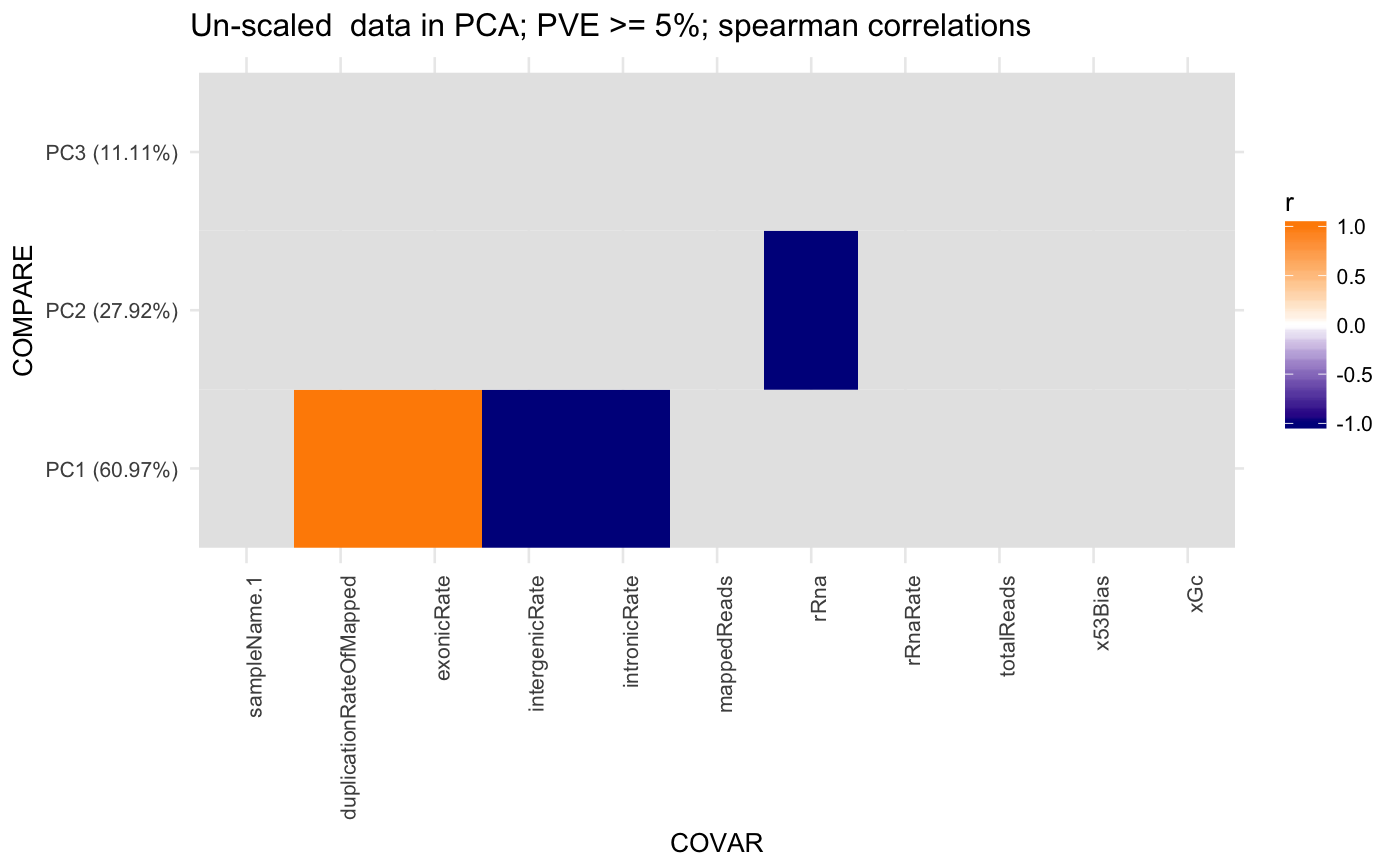 Un-scaled  data in PCA; PVE >= 5%; spearman correlations
COMPARE
PC3 (11.11%)
PC2 (27.92%)
PC1 (60.97%)
r
1.0
0.5
0.0
-0.5
-1.0
sampleName.1
duplicationRateOfMapped
exonicRate
intergenicRate
intronicRate
mappedReads
rRna
rRnaRate
totalReads
x53Bias
xGc
COVAR